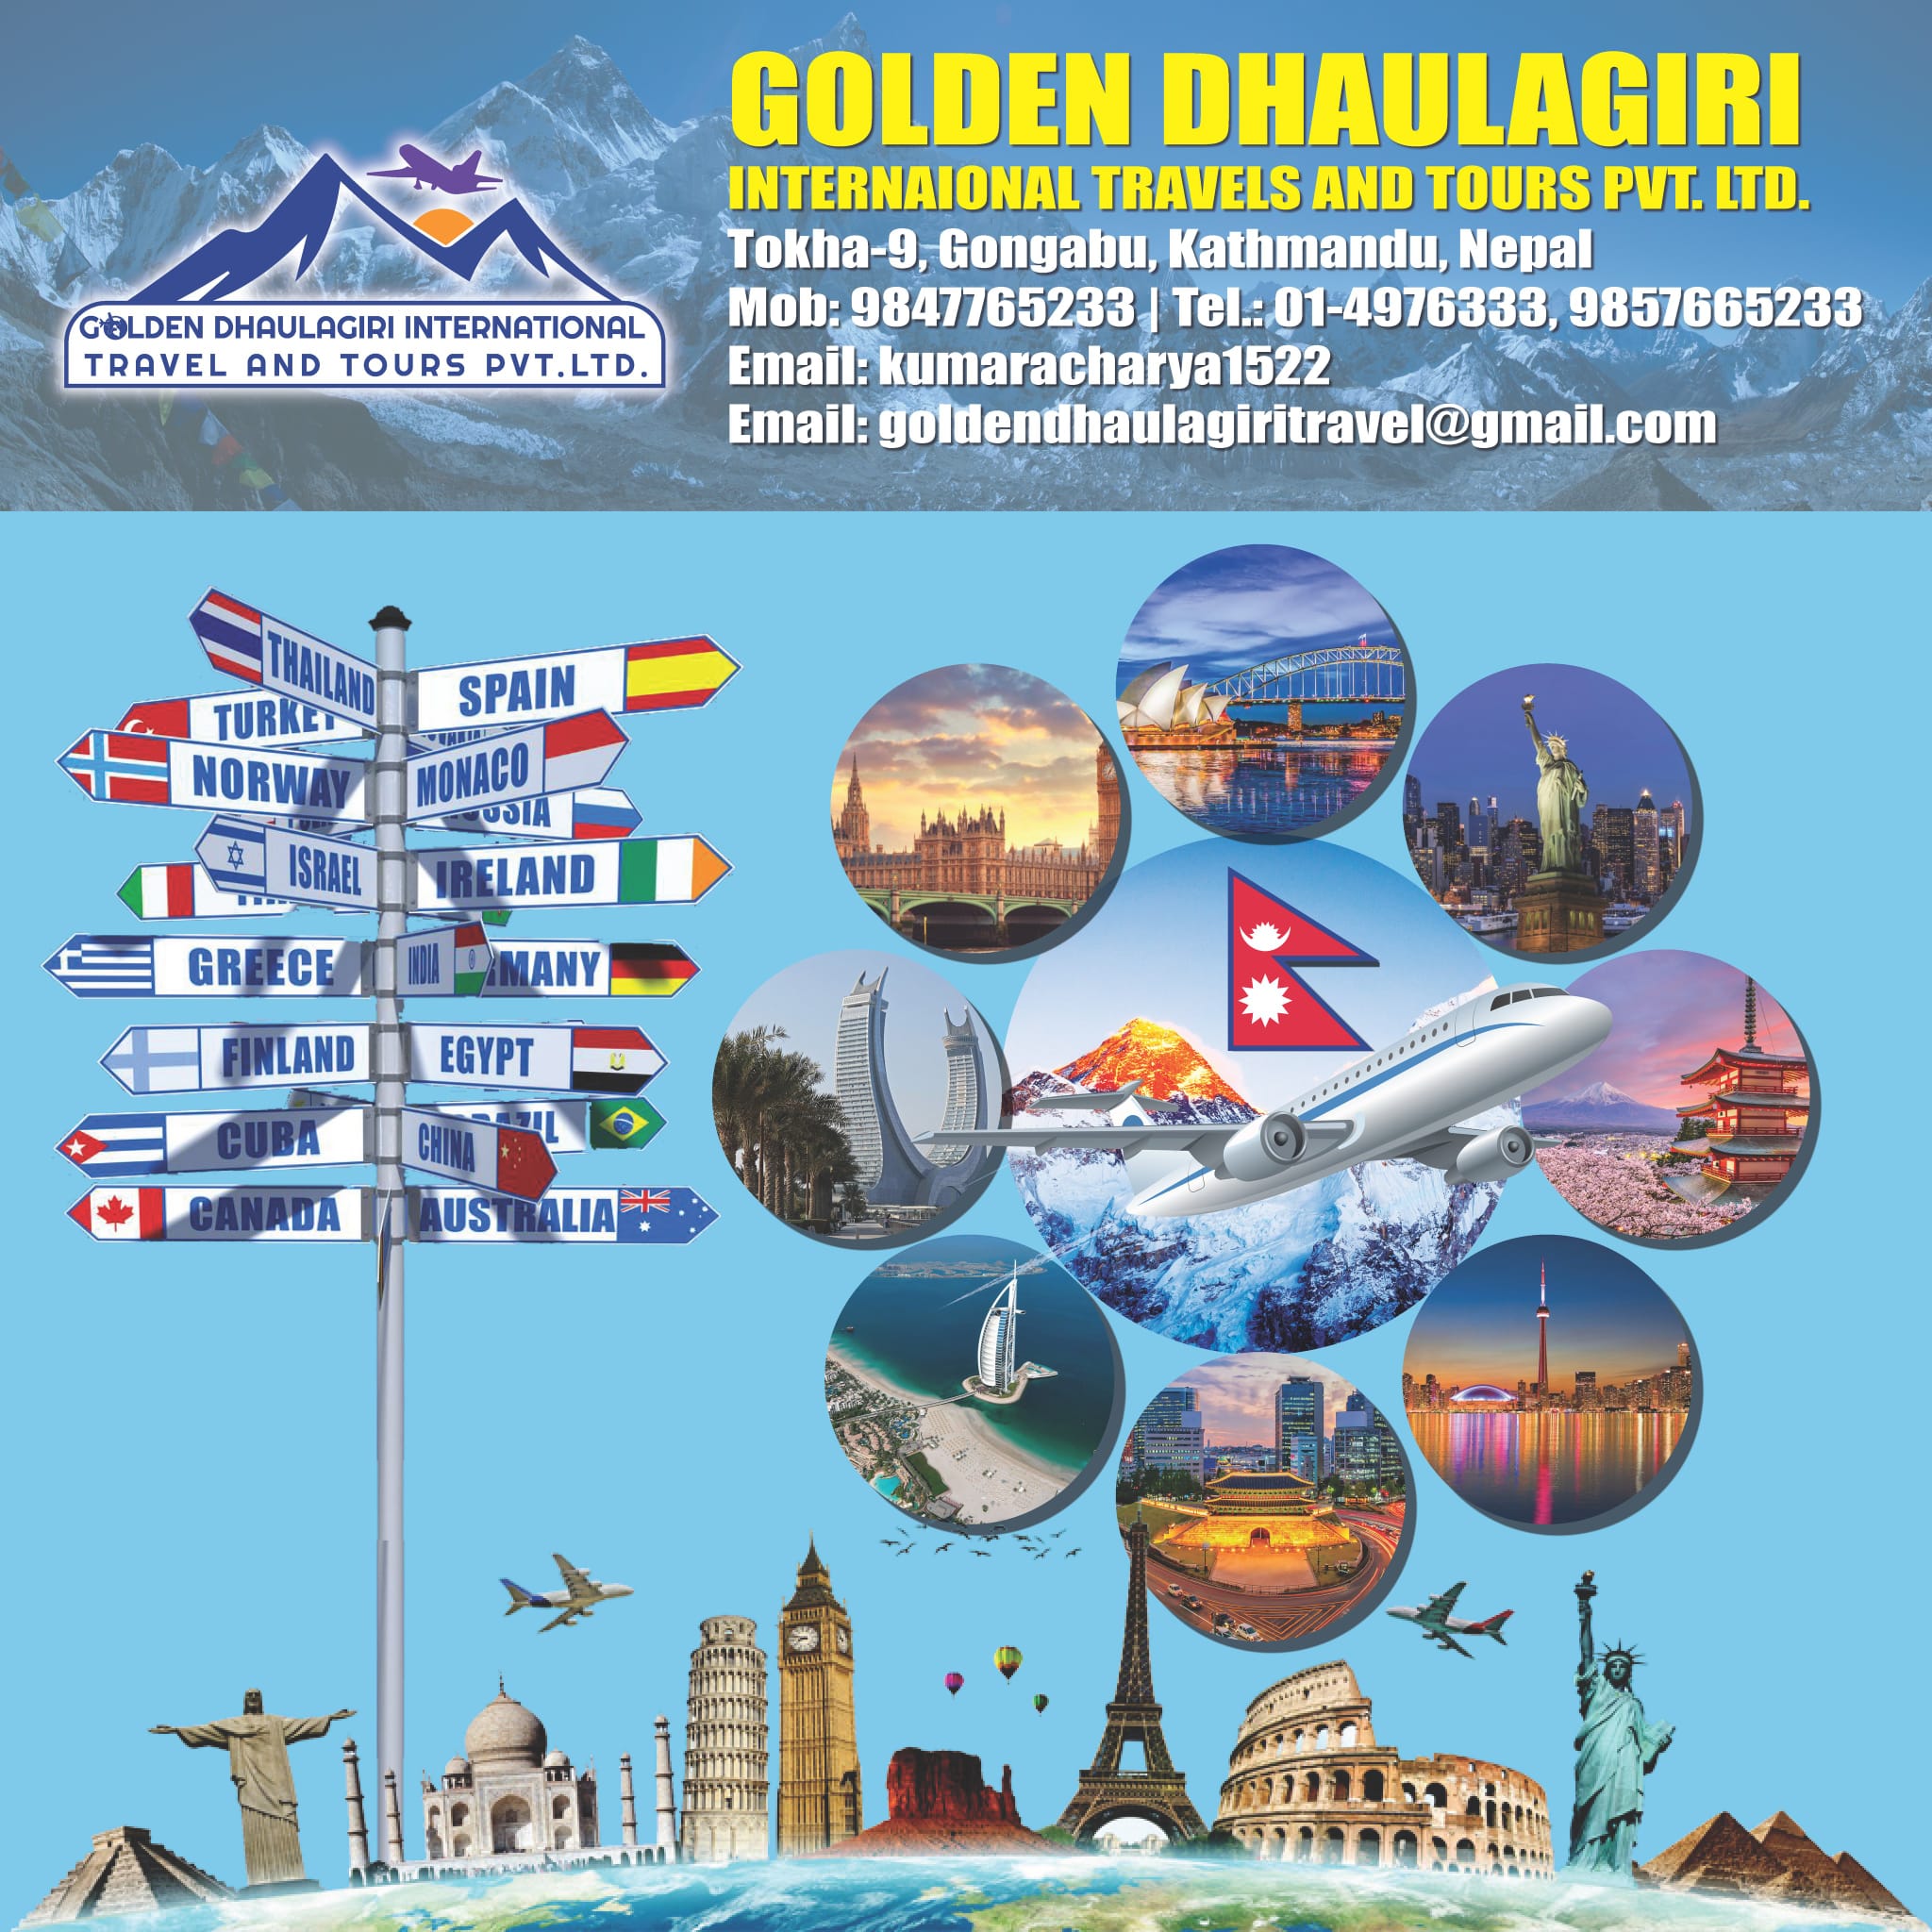 GOLDEN DHAULAGIRI
INTERNAIONAL TRAVELS AND TOURS PVT. LTD.
Tokha-9, Gongabu, Kathmandu, Nepal
Mob: 9847765233 | Tel.: 01-4976333, 9857665233
Email: kumaracharya1522
Email: goldendhaulagiritravel@gmail.com
GOLDEN DHAULAGIRI INTERNATIONAL
TRAVEL AND TOURS PVT.LTD.
THAILAND
SPAIN
TURKEY
NORWAY
MONACO
ISRAEL
IRELAND
GREECE
INDIA
MANY
FINLAND
EGYPT
CUBA
CHINA
CANADA
AUSTRALIA